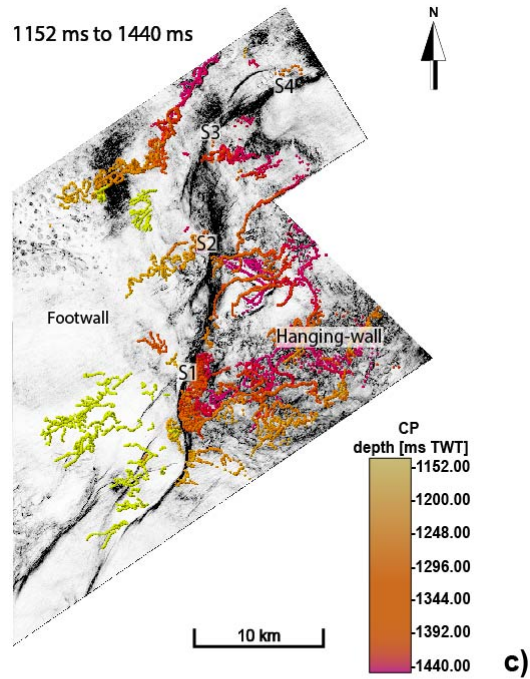 1152 ms to 1440 ms
N
S4
S3
S2
Footwall
Hanging-wall
S1
CP
depth [ms TWT]
-1152.00
-1200.00
-1248.00
-1296.00
-1344.00
-1392.00
-1440.00
10 km
c)